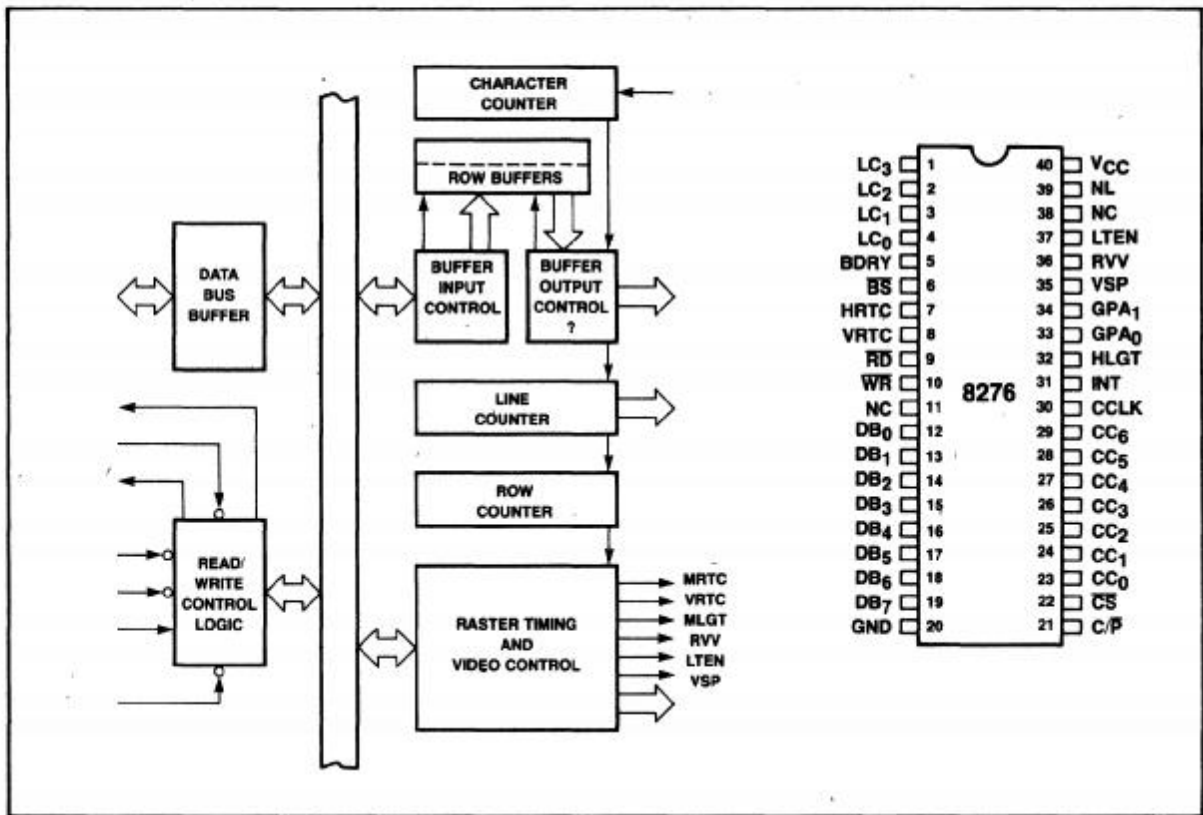 CHARACTER
COUNTER
ROW BUFFERS
DATA
BUS
BUFFER
BUFFER
INPUT
CONTROL
BUFFER
OUTPUT
CONTROL
?
LINE
COUNTER
ROW
COUNTER
READ/
WRITE
CONTROL
LOGIC
RASTER TIMING
AND
VIDEO CONTROL
MRTC
VRTC
MLGT
RVV
LTEN
VSP
8276
LC₃ 1
LC₂ 2
LC₁ 3
LC₀ 4
BDRY 5
B̅S̅ 6
HRTC 7
VRTC 8
R̅D̅ 9
W̅R̅ 10
NC 11
DB₀ 12
DB₁ 13
DB₂ 14
DB₃ 15
DB₄ 16
DB₅ 17
DB₆ 18
DB₇ 19
GND 20
40 VCC
39 NL
38 NC
37 LTEN
36 RVV
35 VSP
34 GPA₁
33 GPA₀
32 HLGT
31 INT
30 CCLK
29 CC₆
28 CC₅
27 CC₄
26 CC₃
25 CC₂
24 CC₁
23 CC₀
22 C̅S̅
21 C/P̅